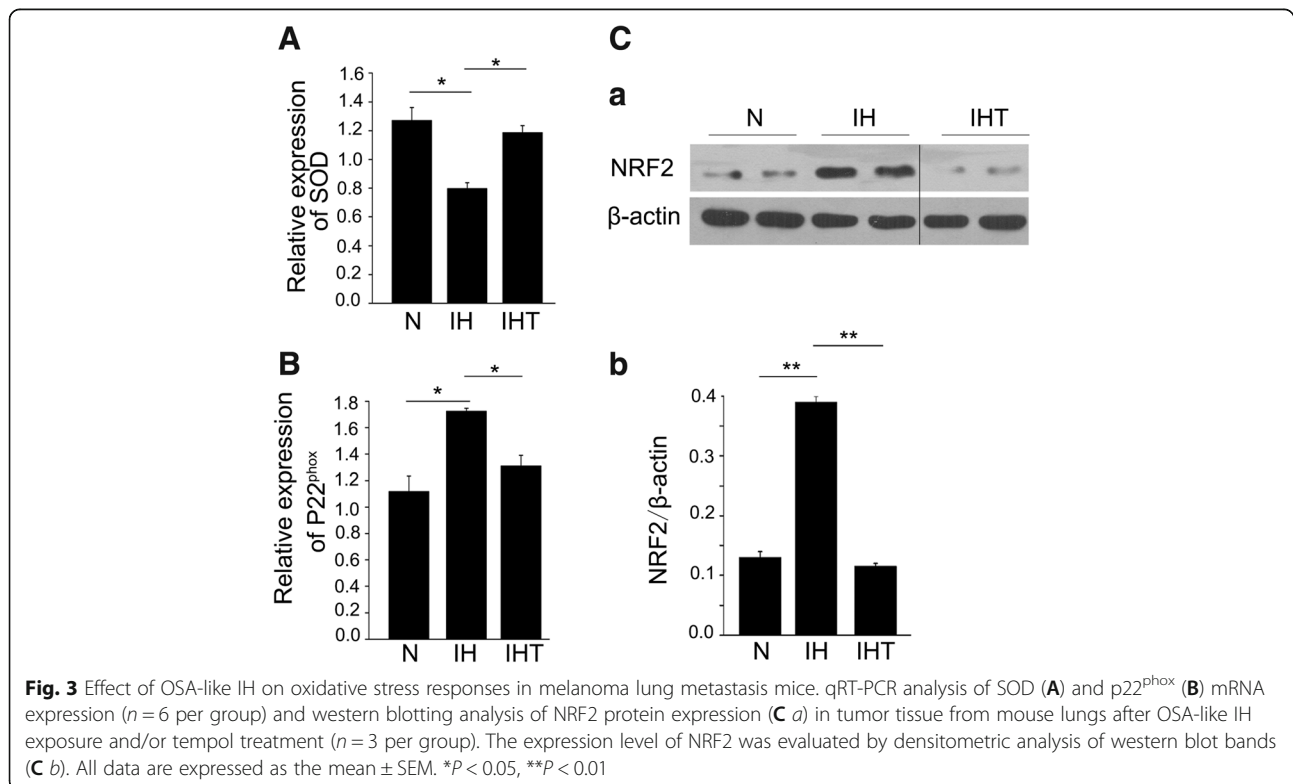 A
Relative expression
of SOD
1.6
1.4
1.2
1.0
0.8
0.6
0.4
0.2
0.0
*
*
N IH IHT
B
Relative expression
of P22phox
1.8
1.6
1.4
1.2
1.8
0.8
0.6
0.4
0.2
0.0
*
*
N IH IHT
C
a
N IH IHT
NRF2
β-actin
b
NRF2/β-actin
0.4
0.3
0.2
0.1
0.0
**
**
N IH IHT
Fig. 3 Effect of OSA-like IH on oxidative stress responses in melanoma lung metastasis mice. qRT-PCR analysis of SOD (A) and p22phox (B) mRNA
expression (n = 6 per group) and western blotting analysis of NRF2 protein expression (C a) in tumor tissue from mouse lungs after OSA-like IH
exposure and/or tempol treatment (n = 3 per group). The expression level of NRF2 was evaluated by densitometric analysis of western blot bands
(C b). All data are expressed as the mean ± SEM. *P < 0.05, **P < 0.01